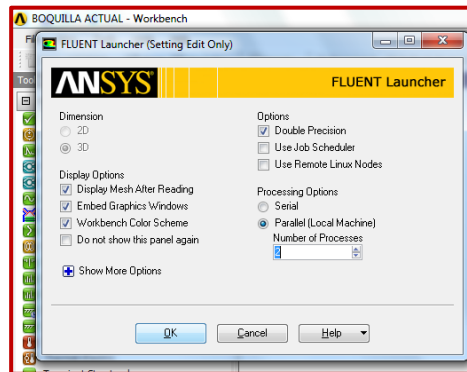 BOQUILLA ACTUAL - Workbench
FLUENT Launcher (Setting Edit Only)
ANSYS
FLUENT Launcher
Dimension
2D
3D
Display Options
Display Mesh After Reading
Embed Graphics Windows
Workbench Color Scheme
Do not show this panel again
Show More Options
Options
Double Precision
Use Job Scheduler
Use Remote Linux Nodes
Processing Options
Serial
Parallel (Local Machine)
Number of Processes
2
OK
Cancel
Help